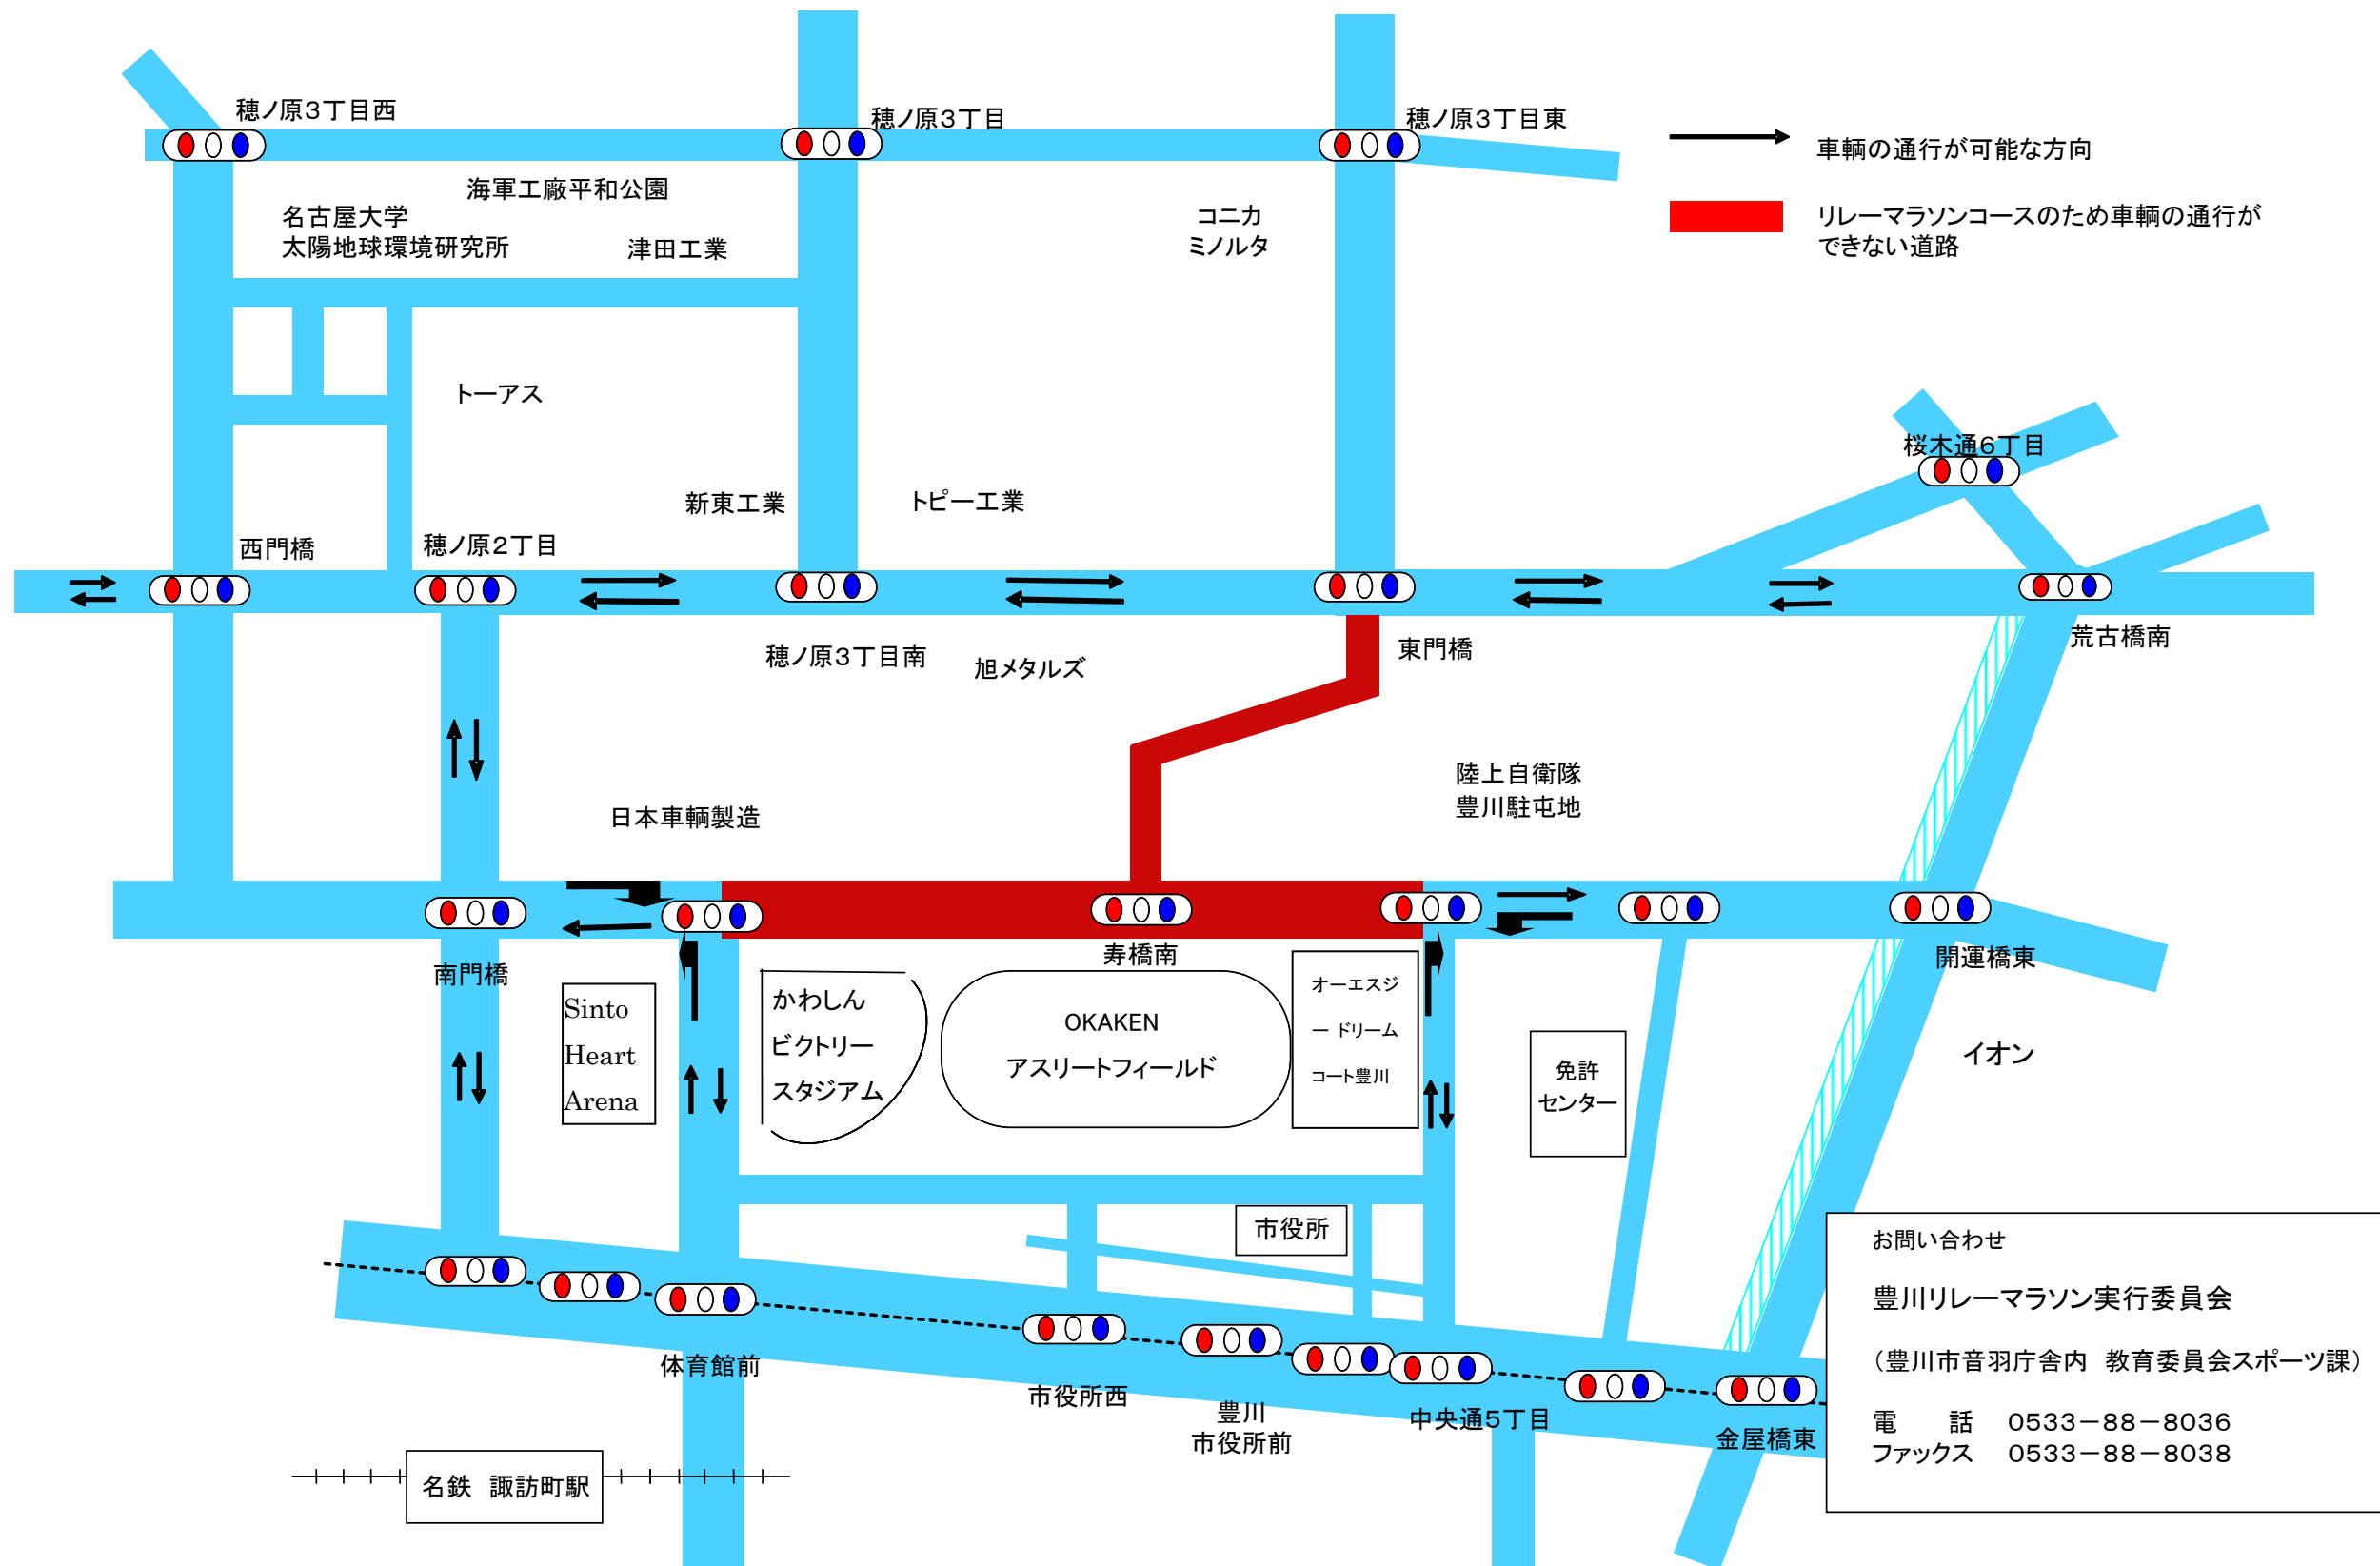 穂ノ原3丁目西
穂ノ原3丁目
穂ノ原3丁目東
車輌の通行が可能な方向
リレーマラソンコースのため車輌の通行が
できない道路
海軍工廠平和公園
名古屋大学
太陽地球環境研究所
津田工業
コニカ
ミノルタ
トーアス
桜木通6丁目
新東工業
トピー工業
西門橋
穂ノ原2丁目
穂ノ原3丁目南
旭メタルズ
東門橋
荒古橋南
日本車輌製造
陸上自衛隊
豊川駐屯地
南門橋
寿橋南
開運橋東
Sinto
Heart
Arena
かわしん
ビクトリー
スタジアム
OKAKEN
アスリートフィールド
オーエスジ
ー ドリーム
コート豊川
免許
センター
イオン
市役所
体育館前
市役所西
豊川
市役所前
中央通5丁目
金屋橋東
名鉄　諏訪町駅
お問い合わせ
豊川リレーマラソン実行委員会
（豊川市音羽庁舎内　教育委員会スポーツ課）
電　　話　0533－88－8036
ファックス　0533－88－8038